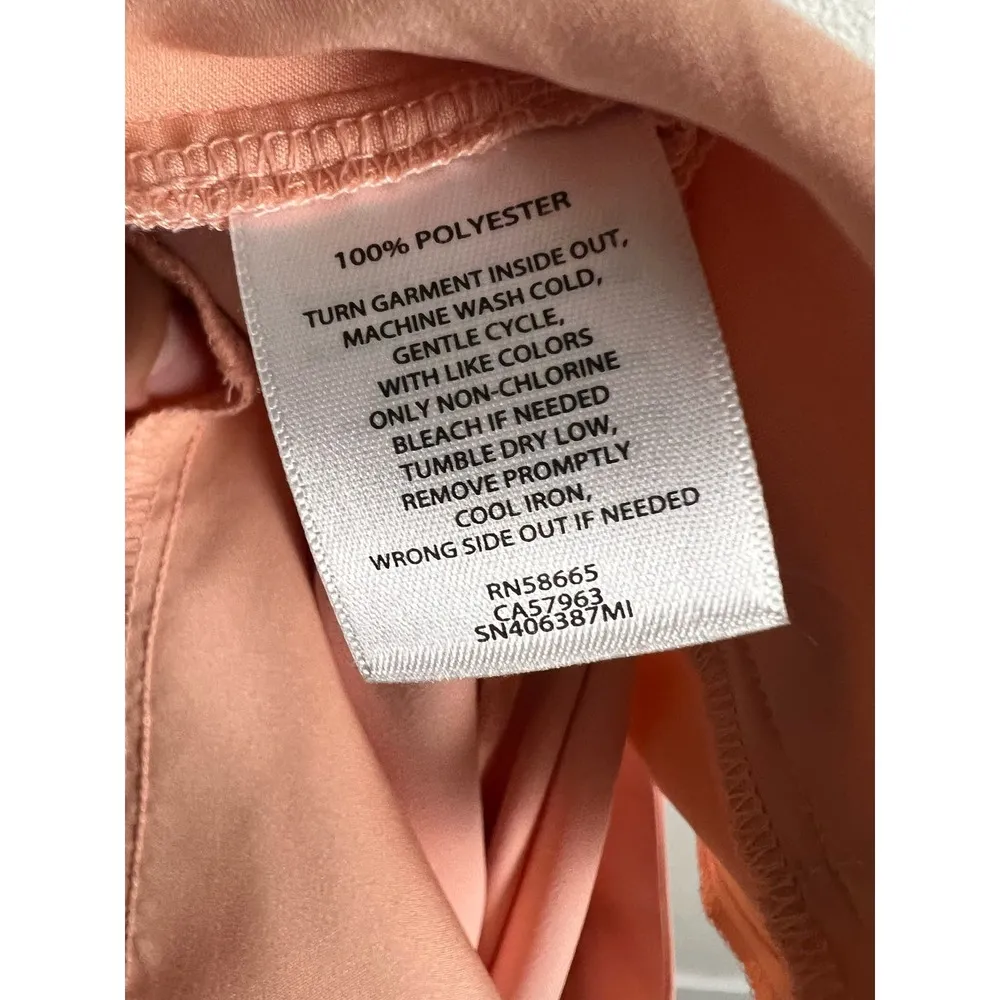 100% POLYESTER
TURN GARMENT INSIDE OUT,
MACHINE WASH COLD,
GENTLE CYCLE,
WITH LIKE COLORS
ONLY NON-CHLORINE
BLEACH IF NEEDED
TUMBLE DRY LOW,
REMOVE PROMPTLY
COOL IRON,
WRONG SIDE OUT IF NEEDED
RN58665
CA57963
SN406387MI